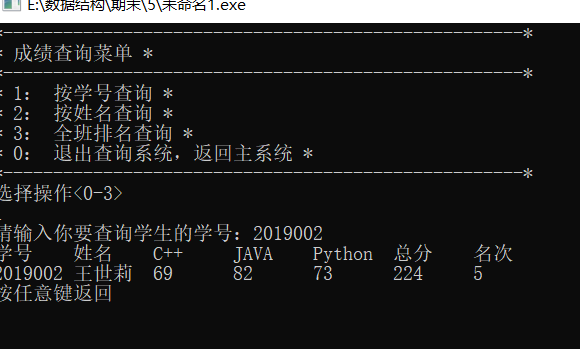 E:\数据结构\期末\5\未命名1.exe
*----------------------------------------------------*
* 成绩查询菜单 *
*----------------------------------------------------*
* 1： 按学号查询 *
* 2： 按姓名查询 *
* 3： 全班排名查询 *
* 0： 退出查询系统，返回主系统 *
*----------------------------------------------------*
选择操作<0-3>
请输入你要查询学生的学号：2019002
学号 姓名 C++ JAVA Python 总分 名次
2019002 王世莉 69 82 73 224 5
按任意键返回